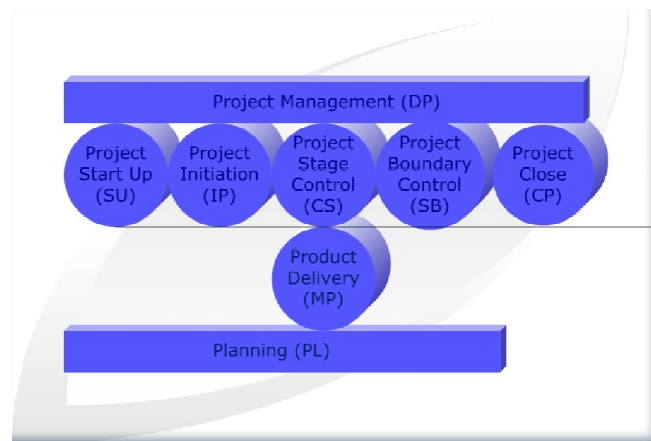 Project Management (DP)
Project
Start Up
(SU)
Project
Initiation
(IP)
Project
Stage
Control
(CS)
Project
Boundary
Control
(SB)
Project
Close
(CP)
Product
Delivery
(MP)
Planning (PL)